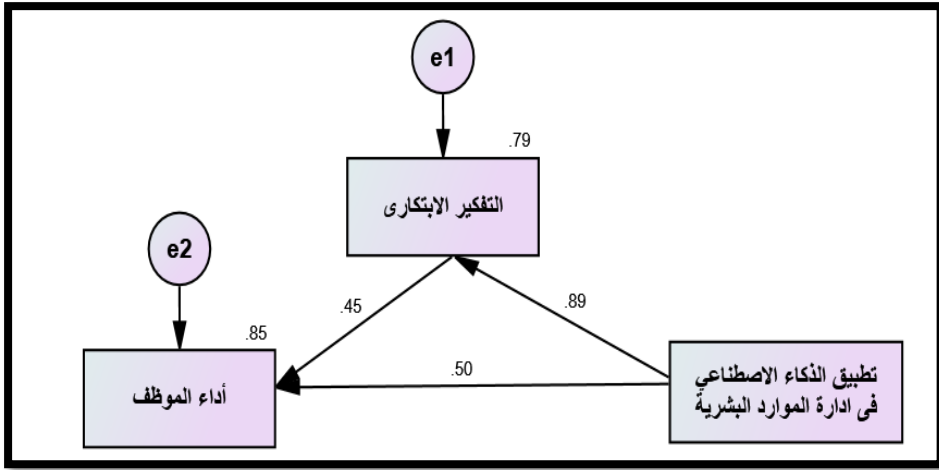 e1
.79
التفكير الابتكارى
e2
.45
.89
.85
.50
أداء الموظف
تطبيق الذكاء الاصطناعي
فى ادارة الموارد البشرية